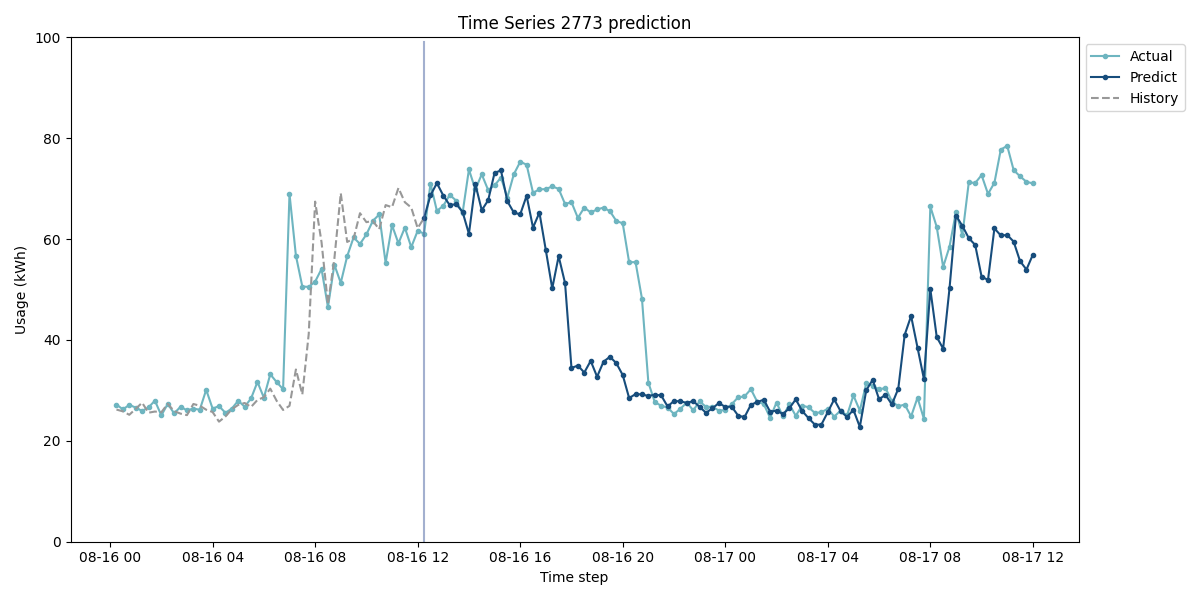 Time Series 2773 prediction
100
80
60
40
20
0
Usage (kWh)
08-16 00 08-16 04 08-16 08 08-16 12 08-16 16 08-16 20 08-17 00 08-17 04 08-17 08 08-17 12
Time step
Actual
Predict
History